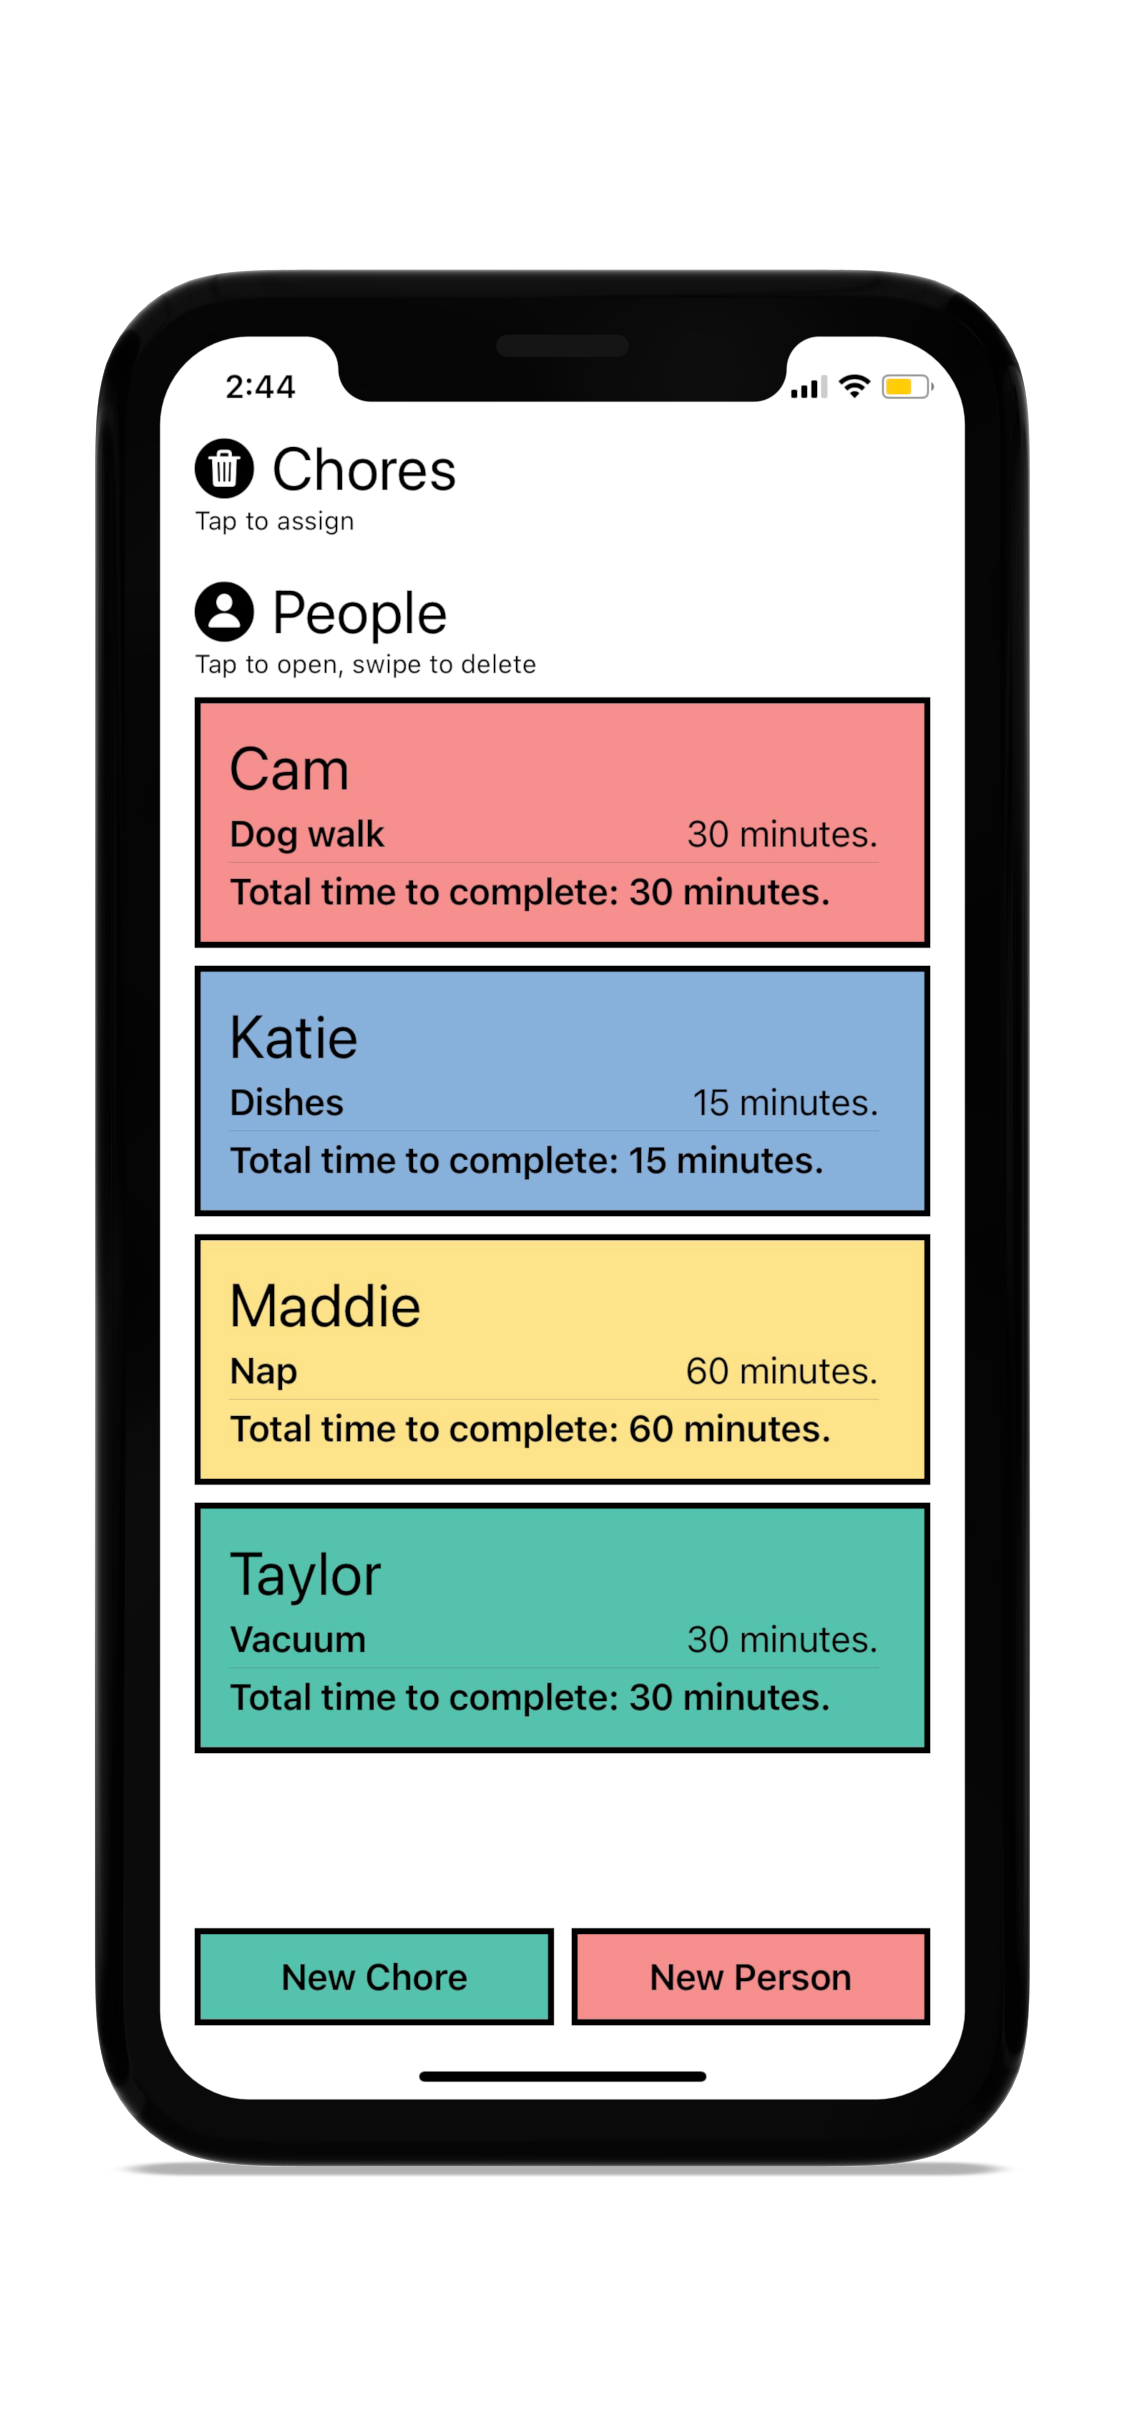 2:44
Chores
Tap to assign
People
Tap to open, swipe to delete
Cam
Dog walk 30 minutes.
Total time to complete: 30 minutes.
Katie
Dishes 15 minutes.
Total time to complete: 15 minutes.
Maddie
Nap 60 minutes.
Total time to complete: 60 minutes.
Taylor
Vacuum 30 minutes.
Total time to complete: 30 minutes.
New Chore New Person